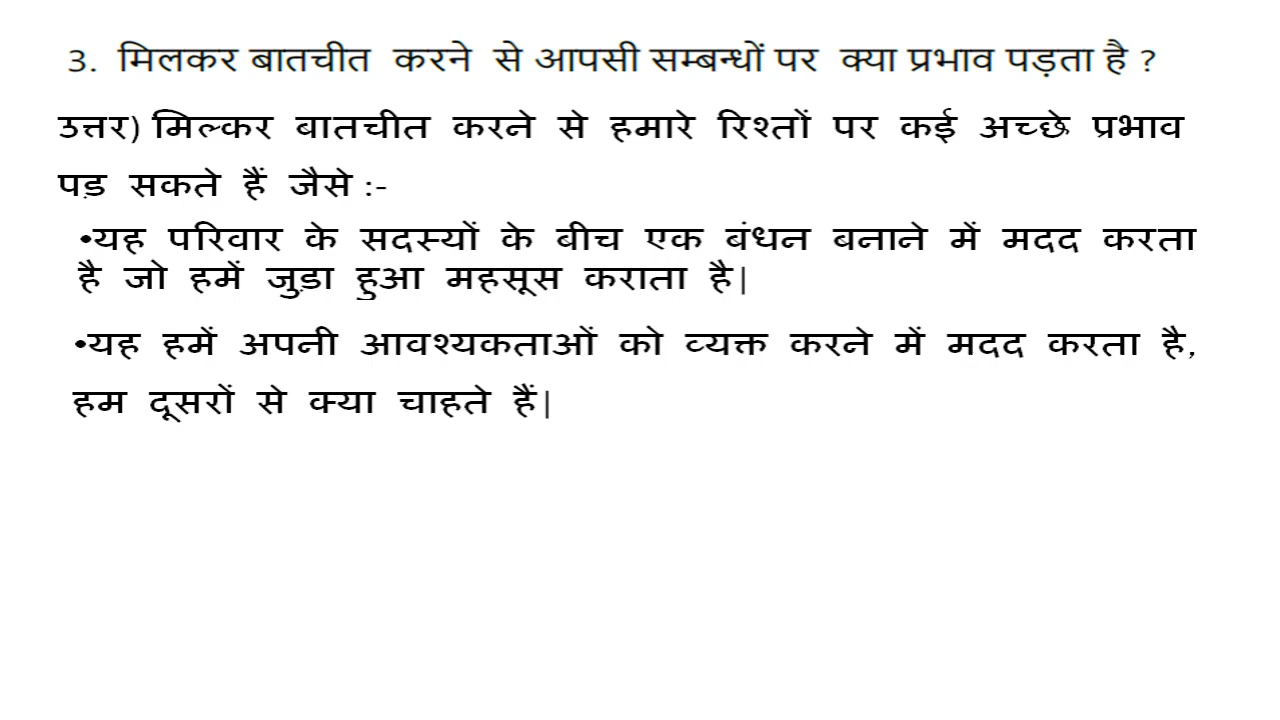 3. मिलकर बातचीत करने से आपसी सम्बन्धों पर क्या प्रभाव पड़ता है ?
उत्तर) मिल्कर बातचीत करने से हमारे रिश्तों पर कई अच्छे प्रभाव
पड़ सकते हैं जैसे :-
•यह परिवार के सदस्यों के बीच एक बंधन बनाने में मदद करता
है जो हमें जुड़ा हुआ महसूस कराता है|
•यह हमें अपनी आवश्यकताओं को व्यक्त करने में मदद करता है,
हम दूसरों से क्या चाहते हैं|